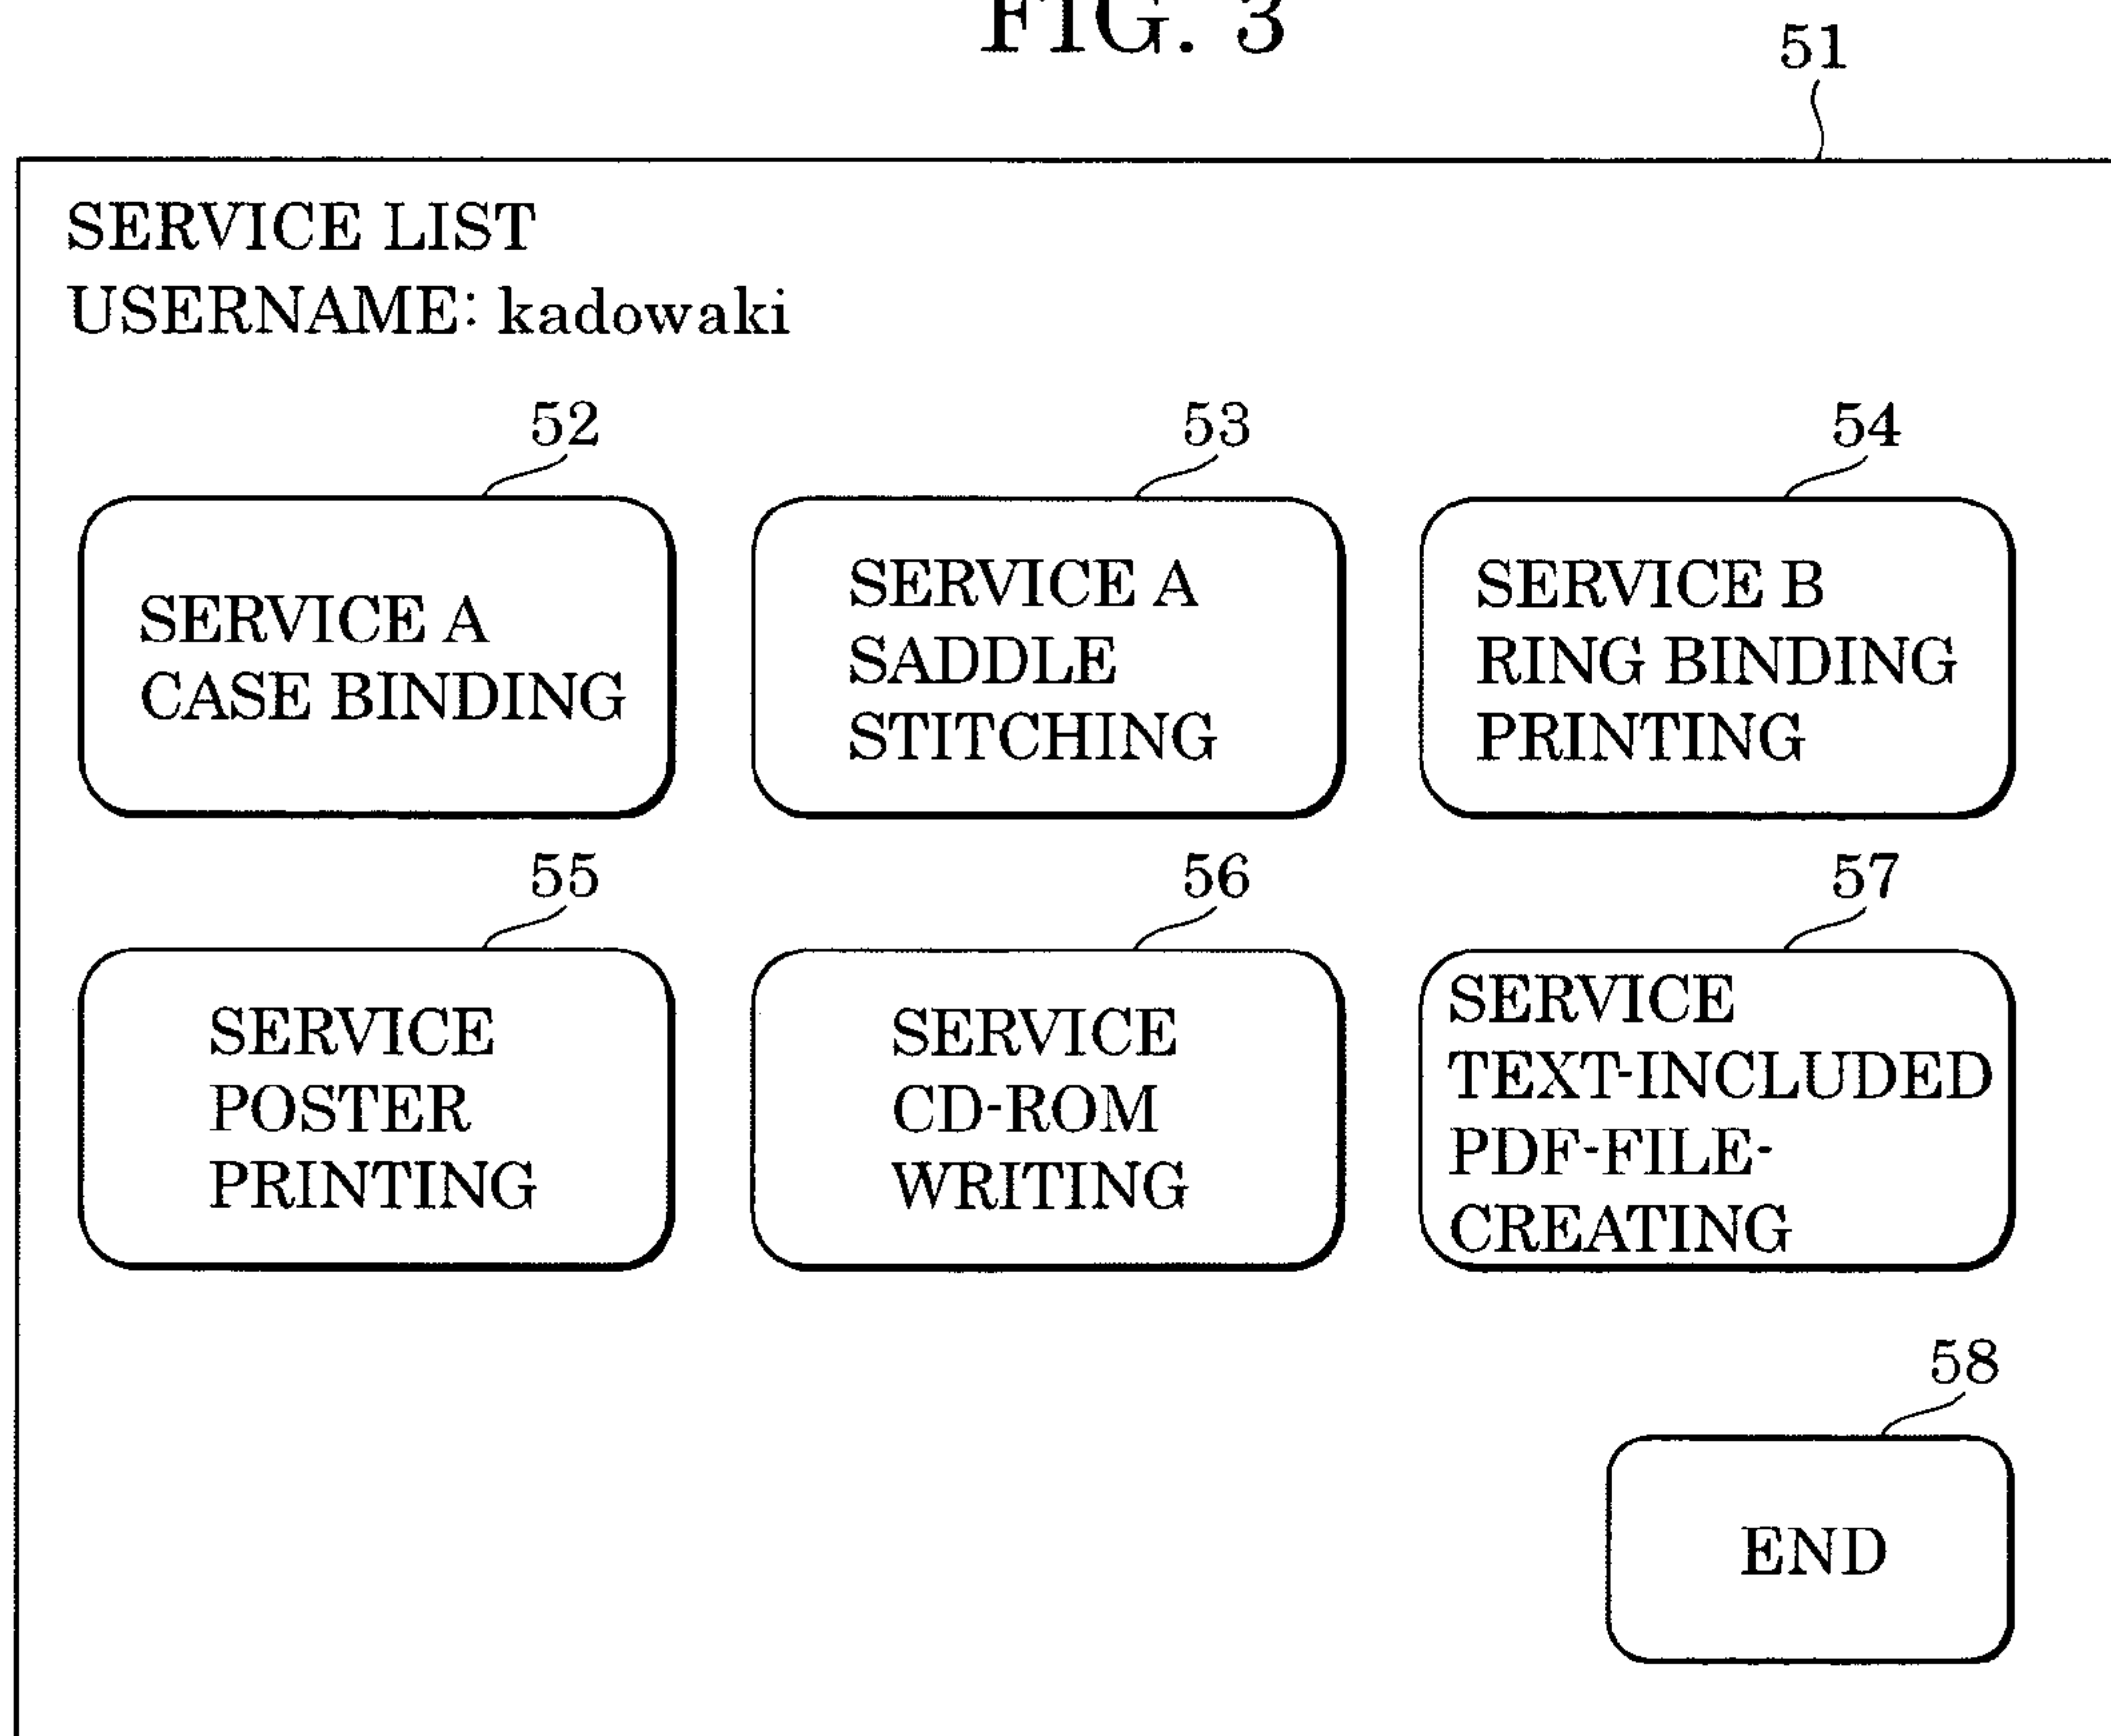 FIG. 3
51
SERVICE LIST
USERNAME: kadowaki
52
53
54
SERVICE A
CASE BINDING
SERVICE A
SADDLE
STITCHING
SERVICE B
RING BINDING
PRINTING
55
56
57
SERVICE
POSTER
PRINTING
SERVICE
CD-ROM
WRITING
SERVICE
TEXT-INCLUDED
PDF-FILE-
CREATING
58
END